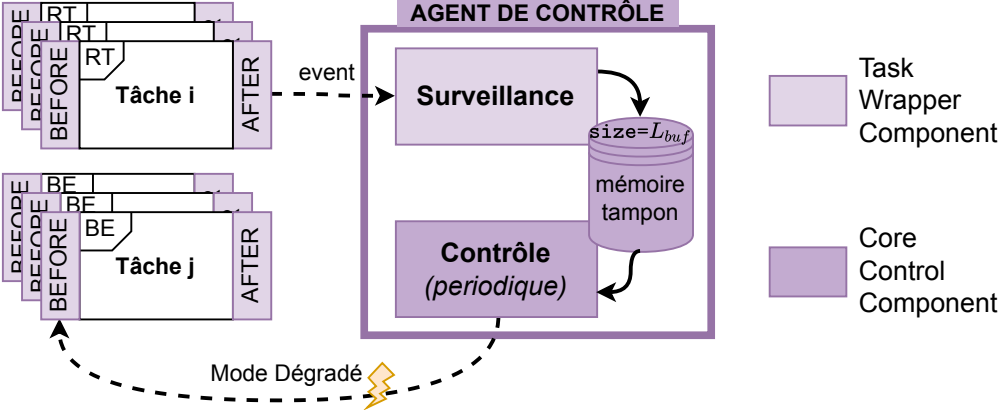 AGENT DE CONTRÔLE
BEFORE
RT
BEFORE
RT
BEFORE
RT
Tâche i
AFTER
event
Surveillance
size=L_buf
mémoire
tampon
Contrôle
(periodique)
BEFORE
BE
BEFORE
BE
BEFORE
BE
Tâche j
AFTER
Mode Dégradé
Task
Wrapper
Component
Core
Control
Component